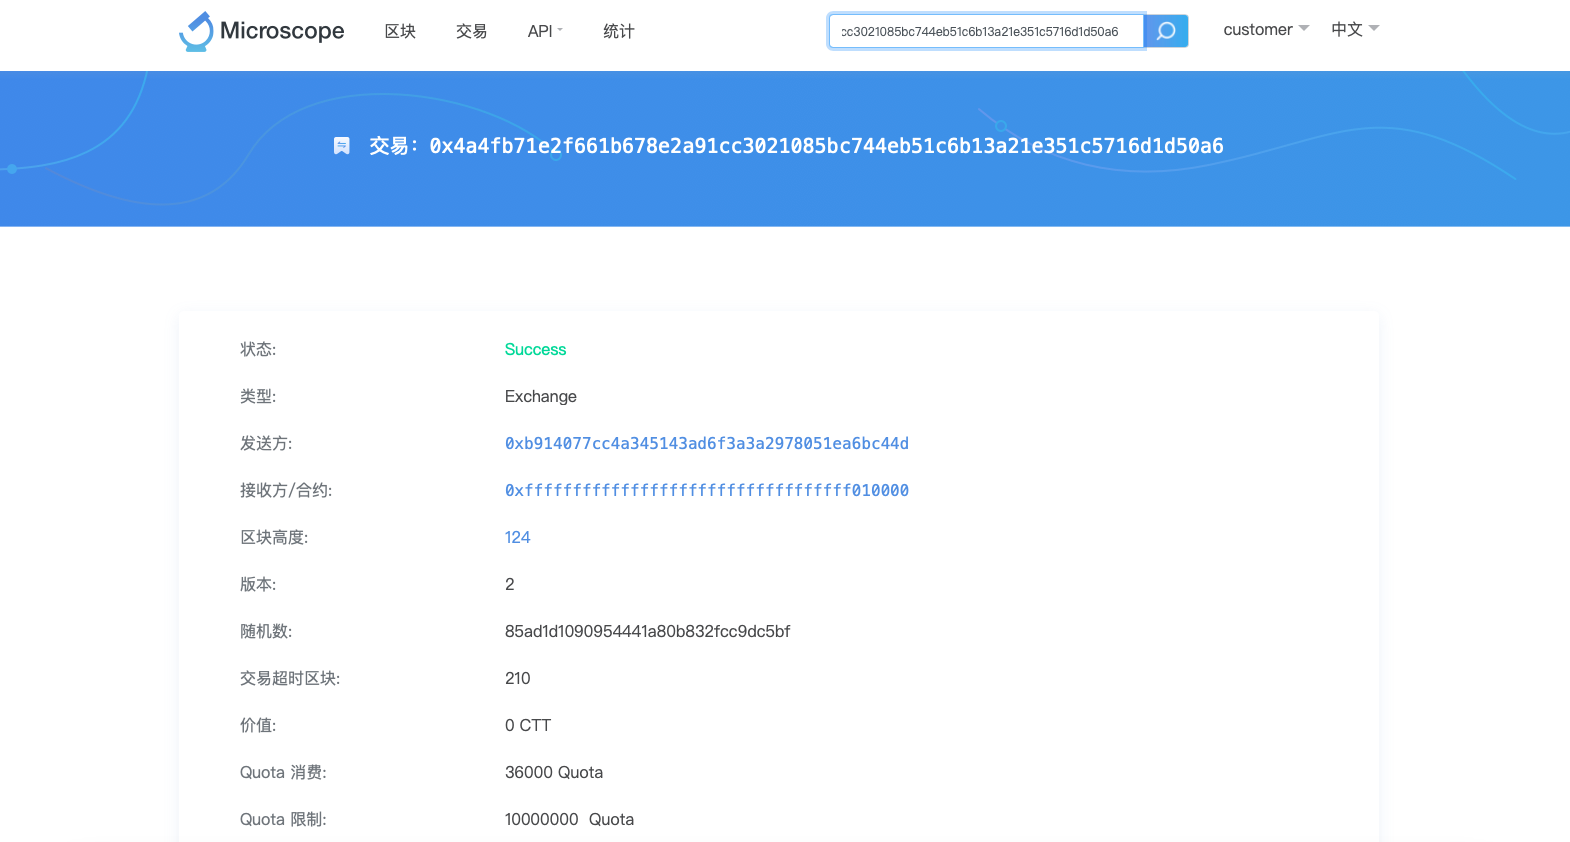 Microscope 区块 交易 API 统计 cc3021085bc744eb51c6b13a21e351c5716d1d50a6 customer 中文
交易：0x4a4fb71e2f661b678e2a91cc3021085bc744eb51c6b13a21e351c5716d1d50a6
状态: Success
类型: Exchange
发送方: 0xb914077cc4a345143ad6f3a3a2978051ea6bc44d
接收方/合约: 0xffffffffffffffffffffffffffffffffff010000
区块高度: 124
版本: 2
随机数: 85ad1d1090954441a80b832fcc9dc5bf
交易超时区块: 210
价值: 0 CTT
Quota 消费: 36000 Quota
Quota 限制: 10000000 Quota